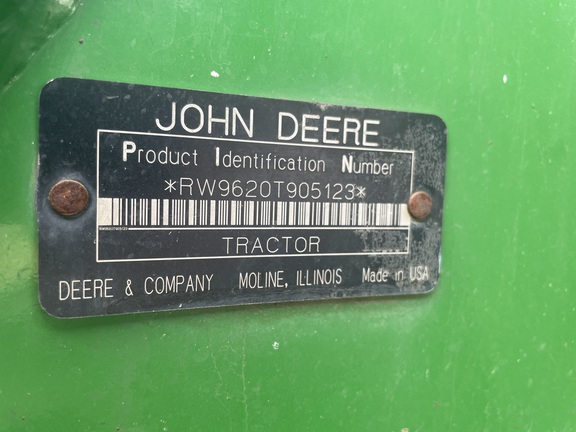 JOHN DEERE
Product Identification Number
*RW9620T905123*
TRACTOR
DEERE & COMPANY MOLINE, ILLINOIS Made in USA